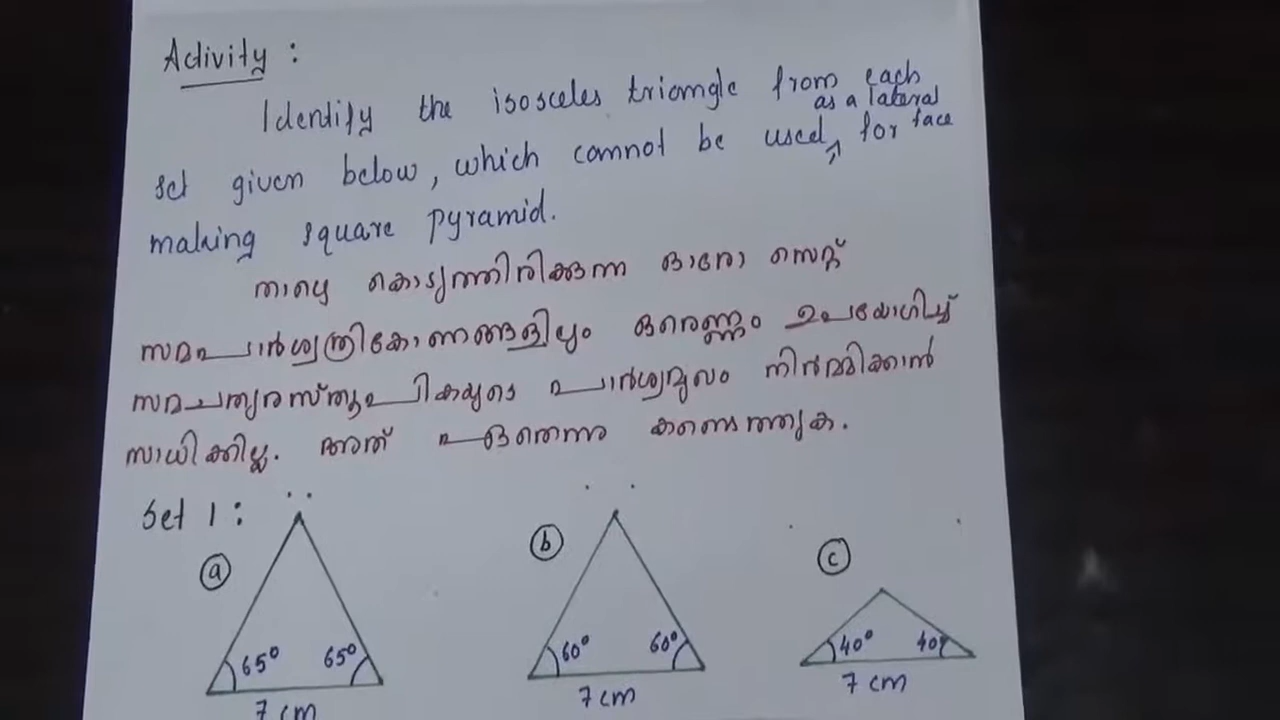 Activity :
Identify the isosceles triangle from each
as a lateral
set given below, which cannot be used, for face
making square pyramid.
താഴെ കൊടുത്തിരിക്കുന്ന ഓരോ സെറ്റ്
സമപാർശ്വത്രികോണങ്ങളിലും ഒരെണ്ണം ഉപയോഗിച്ച്
സമചതുരസ്തൂപികയുടെ പാർശ്വമുഖം നിർമ്മിക്കാൻ
സാധിക്കില്ല. അത് ഏതെന്നു കണ്ടെത്തുക.
Set 1 :
a b c
65° 65° 60° 60° 40° 40°
7 cm 7 cm 7 cm